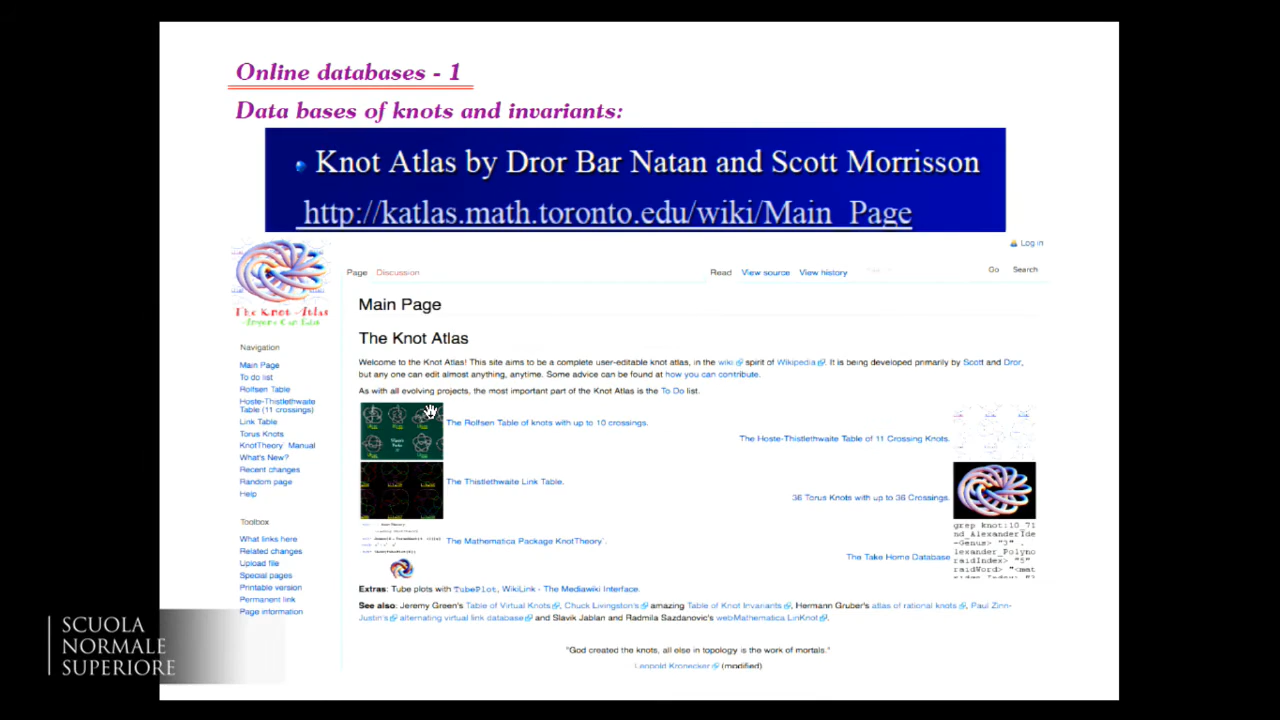 Online databases - 1
Data bases of knots and invariants:
Knot Atlas by Dror Bar Natan and Scott Morrisson
http://katlas.math.toronto.edu/wiki/Main_Page
Log in
Page Discussion Read View source View history Go Search
The Knot Atlas
Main Page
The Knot Atlas
Navigation
Main Page
To do list
Rolfsen Table
Hoste-Thistlethwaite
Table (11 crossings)
Link Table
Torus Knots
KnotTheory` Manual
What's New?
Recent changes
Random page
Help
Toolbox
What links here
Related changes
Upload file
Special pages
Printable version
Permanent link
Page information
Welcome to the Knot Atlas! This site aims to be a complete user-editable knot atlas, in the wiki spirit of Wikipedia. It is being developed primarily by Scott and Dror,
but any one can edit almost anything, anytime. Some advice can be found at how you can contribute.
As with all evolving projects, the most important part of the Knot Atlas is the To Do list.
The Rolfsen Table of knots with up to 10 crossings.
The Hoste-Thistlethwaite Table of 11 Crossing Knots.
The Thistlethwaite Link Table.
36 Torus Knots with up to 36 Crossings.
The Mathematica Package KnotTheory`.
The Take Home Database
grep knot:10_71
Extras: Tube plots with TubePlot, WikiLink - The Mediawiki Interface.
See also: Jeremy Green's Table of Virtual Knots, Chuck Livingston's amazing Table of Knot Invariants, Hermann Gruber's atlas of rational knots, Paul Zinn-
Justin's alternating virtual link database and Slavik Jablan and Radmila Sazdanovic's webMathematica LinKnot.
"God created the knots, all else in topology is the work of mortals."
Leopold Kronecker (modified)
SCUOLA
NORMALE
SUPERIORE